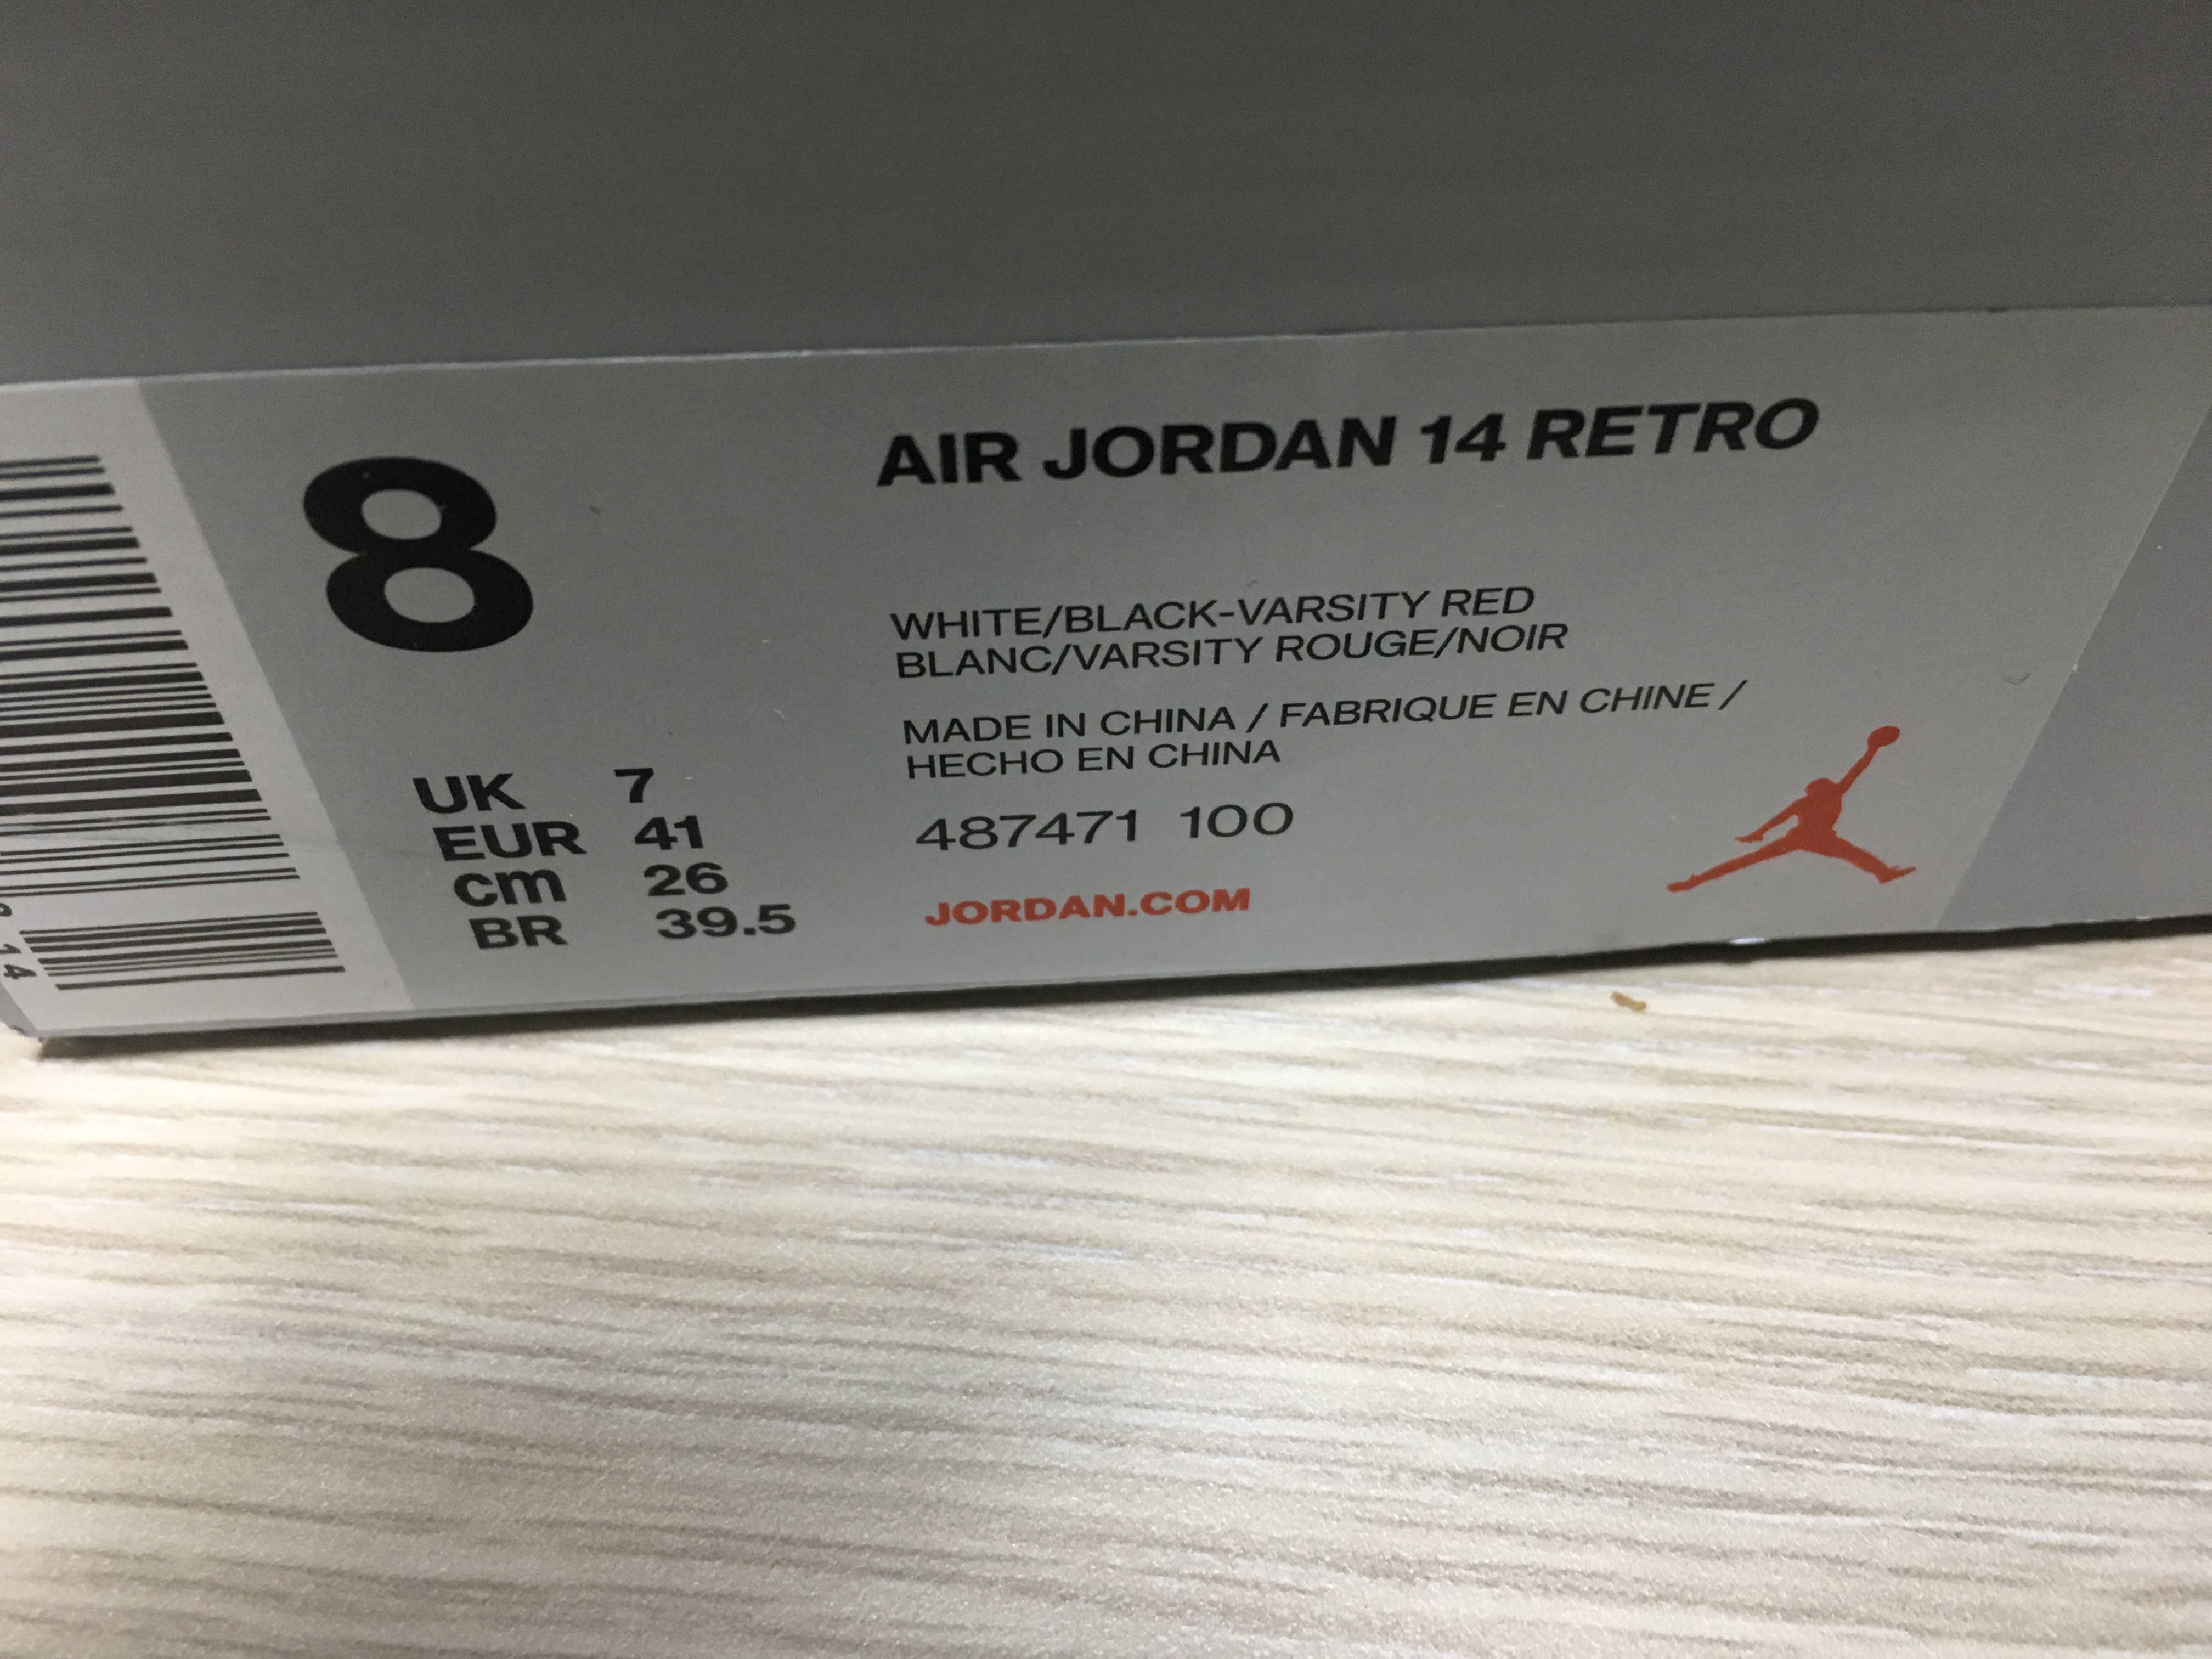 8
AIR JORDAN 14 RETRO
WHITE/BLACK-VARSITY RED
BLANC/VARSITY ROUGE/NOIR
MADE IN CHINA / FABRIQUE EN CHINE /
HECHO EN CHINA
UK 7
EUR 41
cm 26
BR 39.5
487471 100
JORDAN.COM
14